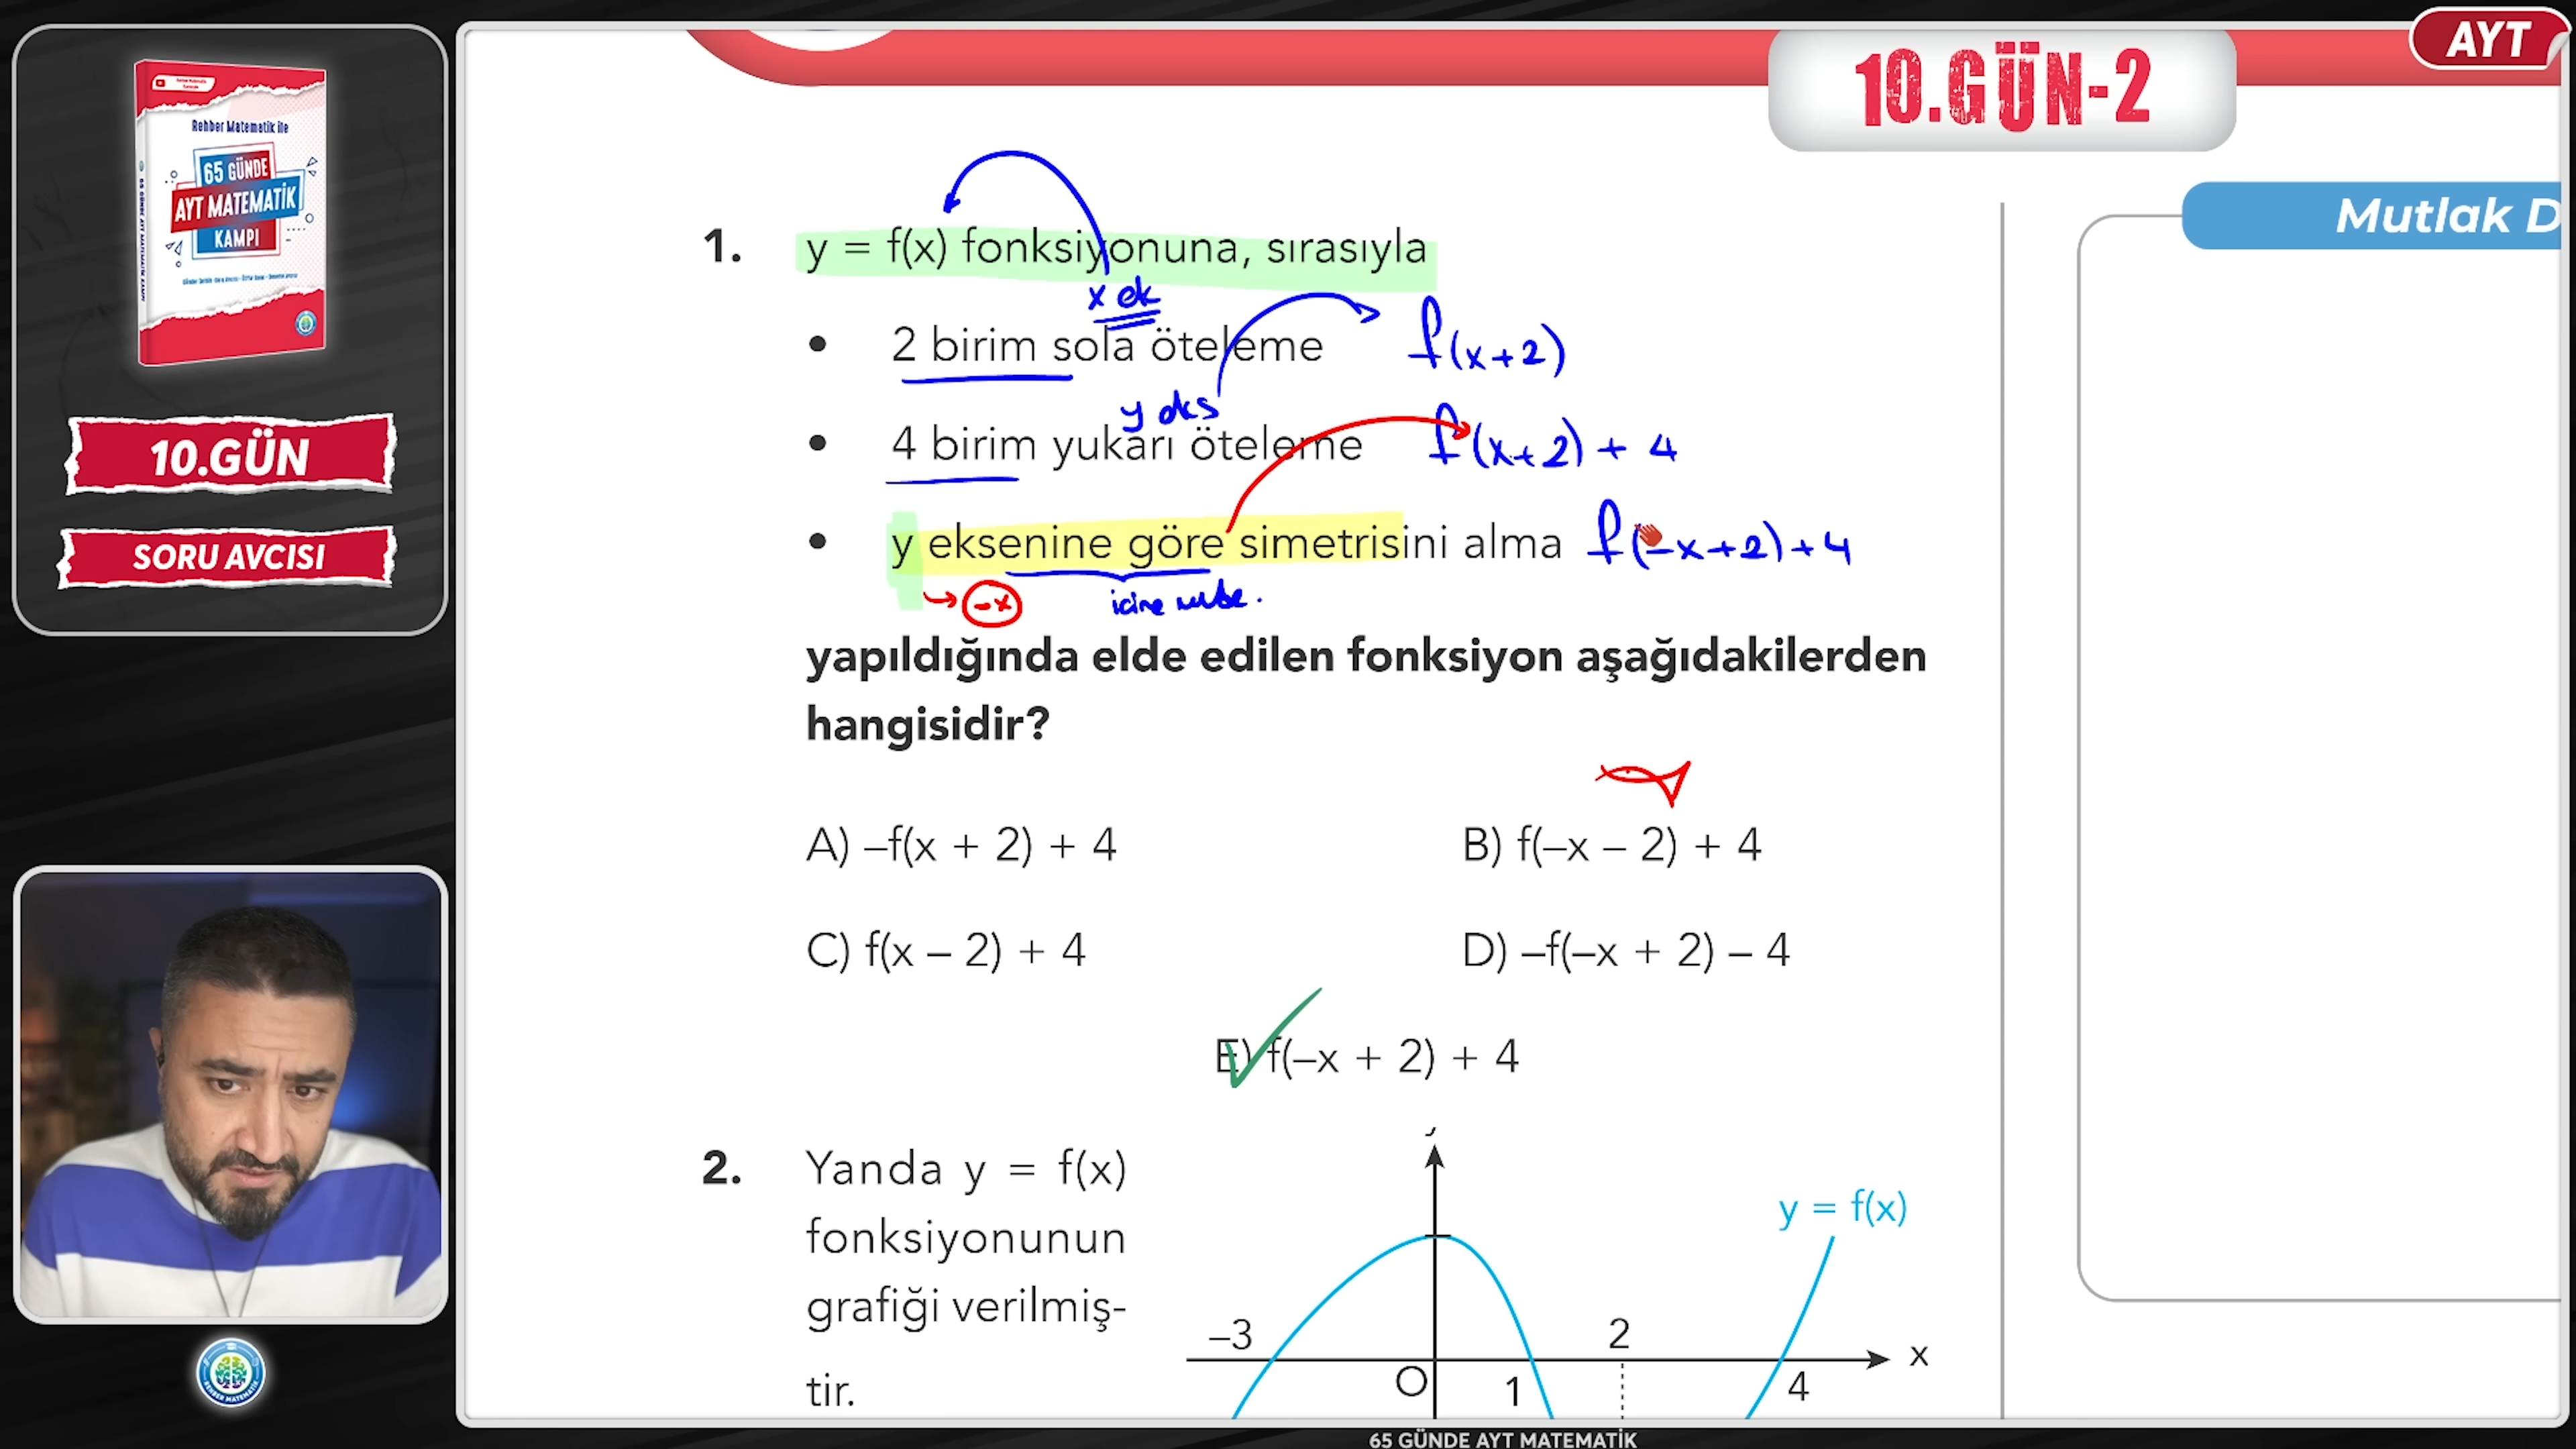 AYT
10.GÜN-2
Rehber Matematik ile
65 GÜNDE
AYT MATEMATİK
KAMPI
10.GÜN
SORU AVCISI
Mutlak D
1. y = f(x) fonksiyonuna, sırasıyla
x ek
• 2 birim sola öteleme f(x+2)
y eks
• 4 birim yukarı öteleme f(x+2) + 4
• y eksenine göre simetrisini alma f(-x+2)+4
→ -x
yapıldığında elde edilen fonksiyon aşağıdakilerden
hangisidir?
A) –f(x + 2) + 4 B) f(–x – 2) + 4
C) f(x – 2) + 4 D) –f(–x + 2) – 4
E) f(–x + 2) + 4
2. Yanda y = f(x)
fonksiyonunun
grafiği verilmiş-
tir.
y = f(x)
–3 2
x
O 1 4
REHBER MATEMATİK
65 GÜNDE AYT MATEMATİK